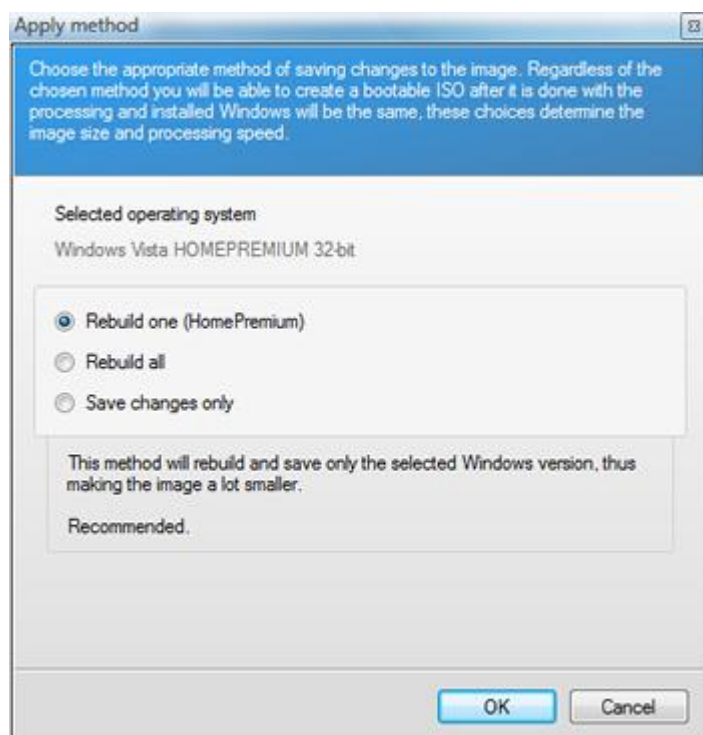 Apply method
Choose the appropriate method of saving changes to the image. Regardless of the
chosen method you will be able to create a bootable ISO after it is done with the
processing and installed Windows will be the same, these choices determine the
image size and processing speed.
Selected operating system
Windows Vista HOMEPREMIUM 32-bit
Rebuild one (HomePremium)
Rebuild all
Save changes only
This method will rebuild and save only the selected Windows version, thus
making the image a lot smaller.
Recommended.
OK
Cancel